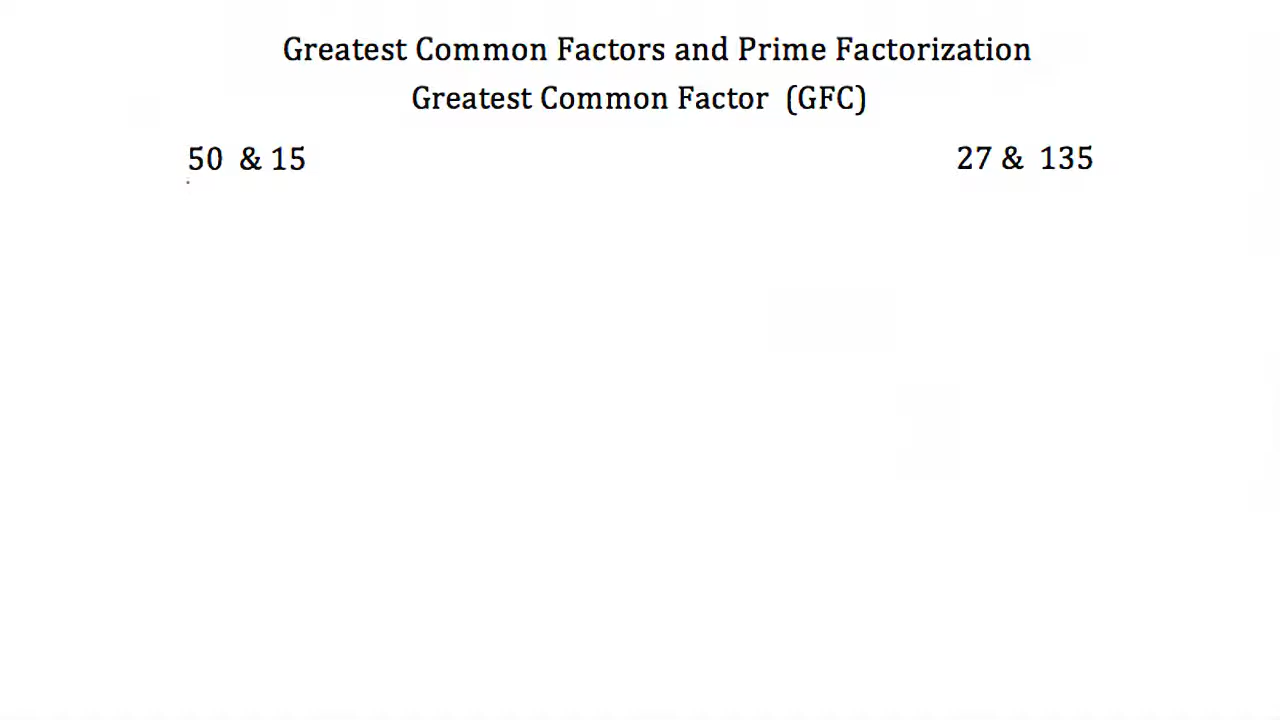 Greatest Common Factors and Prime Factorization
Greatest Common Factor (GFC)
50 & 15 27 & 135